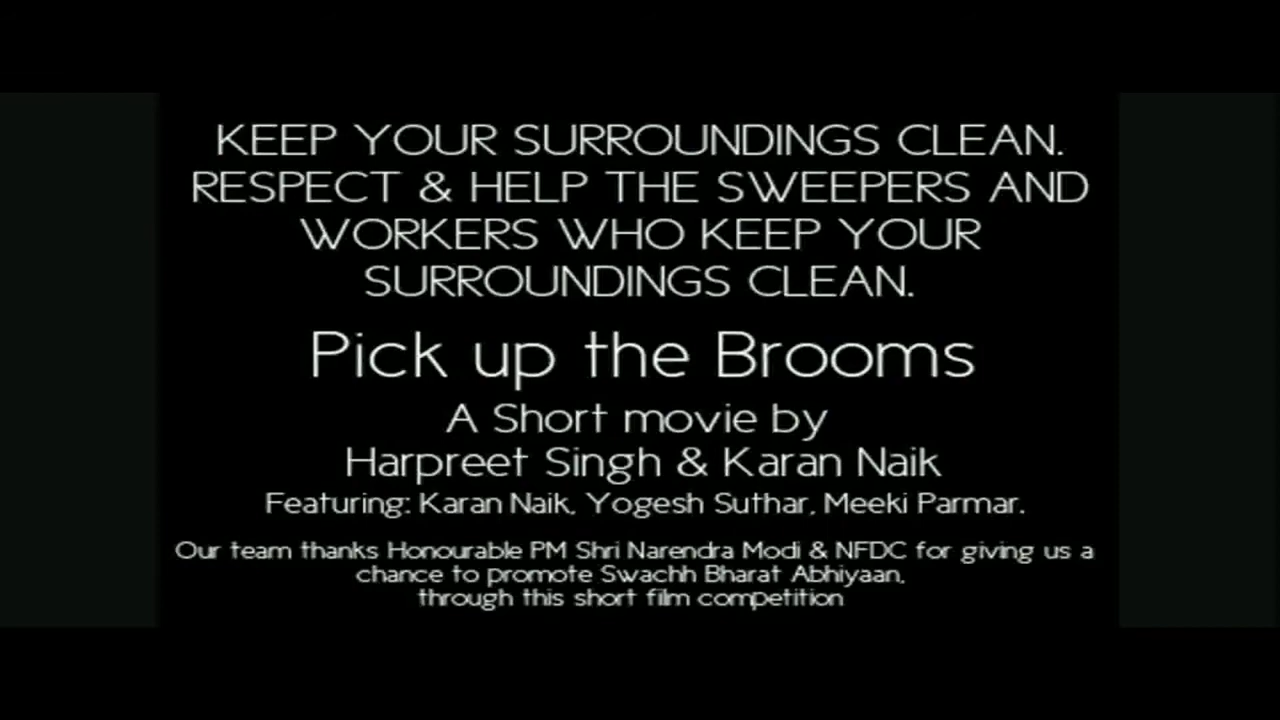 KEEP YOUR SURROUNDINGS CLEAN.
RESPECT & HELP THE SWEEPERS AND
WORKERS WHO KEEP YOUR
SURROUNDINGS CLEAN.
Pick up the Brooms
A Short movie by
Harpreet Singh & Karan Naik
Featuring: Karan Naik, Yogesh Suthar, Meeki Parmar.
Our team thanks Honourable PM Shri Narendra Modi & NFDC for giving us a
chance to promote Swachh Bharat Abhiyaan,
through this short film competition